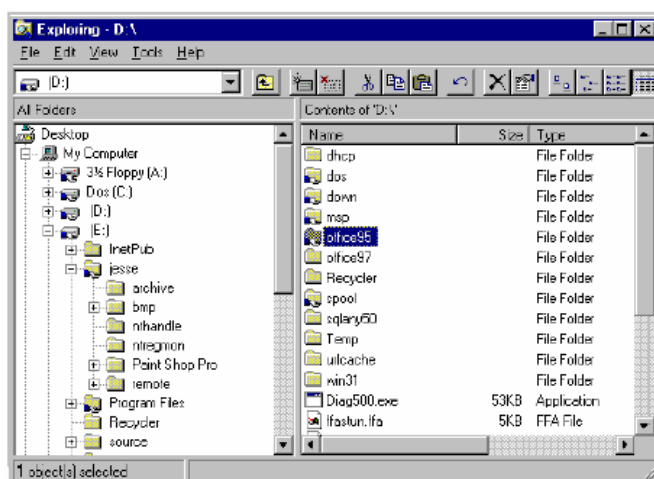 Exploring - D:\
File Edit View Tools Help
(D:)
All Folders
Contents of 'D:\'
Desktop
My Computer
3½ Floppy (A:)
Dos (C:)
(D:)
(E:)
InetPub
jesse
archive
bmp
nthandle
ntregmon
Paint Shop Pro
remote
Program Files
Recycler
source
Name Size Type
dhcp File Folder
dos File Folder
down File Folder
msp File Folder
office95 File Folder
office97 File Folder
Recycler File Folder
spool File Folder
sqlany50 File Folder
Temp File Folder
uilcache File Folder
win31 File Folder
Diag500.exe 53KB Application
ffastun.ffa 5KB FFA File
1 object(s) selected